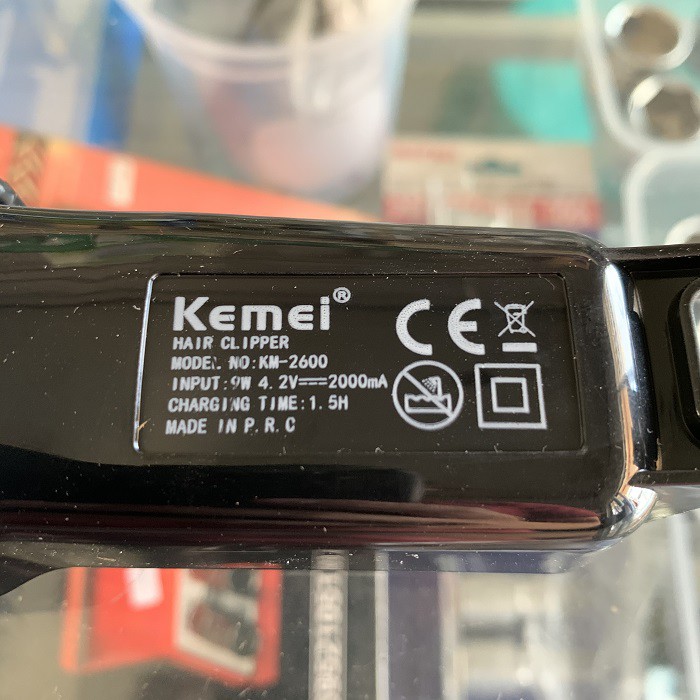 Kemei®
HAIR CLIPPER
MODEL NO:KM-2600
INPUT:9W 4.2V⎓2000mA
CHARGING TIME:1.5H
MADE IN P.R.C
CE